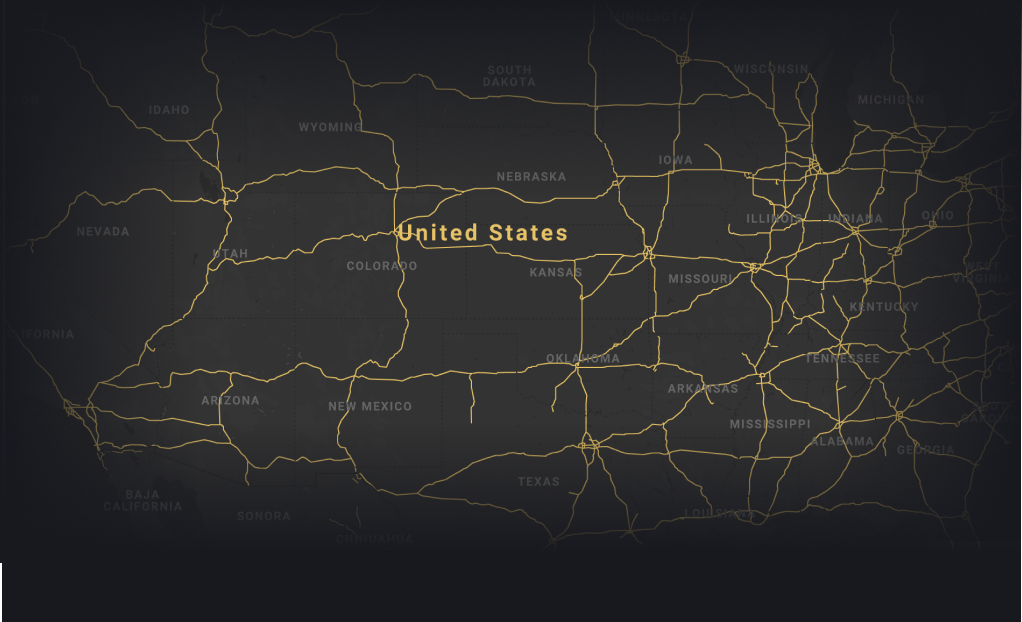 MINNESOTA
SOUTH
DAKOTA
WISCONSIN
MICHIGAN
IDAHO
WYOMING
IOWA
NEBRASKA
ILLINOIS
INDIANA
OHIO
NEVADA
United States
UTAH
COLORADO
KANSAS
MISSOURI
WEST
VIRGINIA
KENTUCKY
IFORNIA
OKLAHOMA
TENNESSEE
ARKANSAS
ARIZONA
NEW MEXICO
MISSISSIPPI
ALABAMA
GEORGIA
TEXAS
BAJA
CALIFORNIA
SONORA
LOUISIANA
CHIHUAHUA